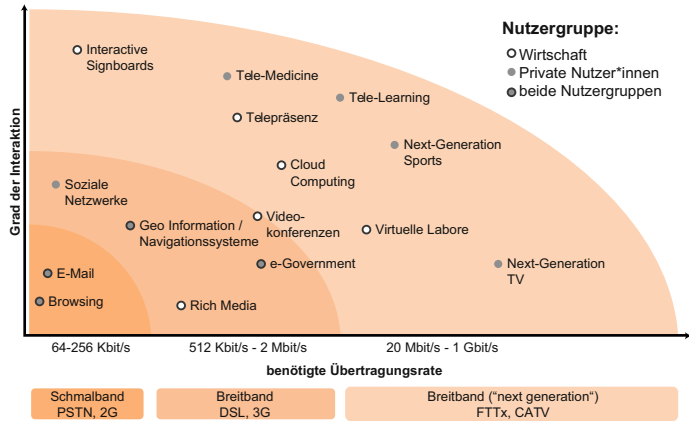 Nutzergruppe:
Wirtschaft
Private Nutzer*innen
beide Nutzergruppen
Grad der Interaktion
Interactive
Signboards
Tele-Medicine
Tele-Learning
Telepräsenz
Next-Generation
Sports
Cloud
Computing
Soziale
Netzwerke
Geo Information /
Navigationssysteme
Video-
konferenzen
Virtuelle Labore
E-Mail
e-Government
Next-Generation
TV
Browsing
Rich Media
64-256 Kbit/s
512 Kbit/s - 2 Mbit/s
20 Mbit/s - 1 Gbit/s
benötigte Übertragungsrate
Schmalband
PSTN, 2G
Breitband
DSL, 3G
Breitband ("next generation“)
FTTx, CATV